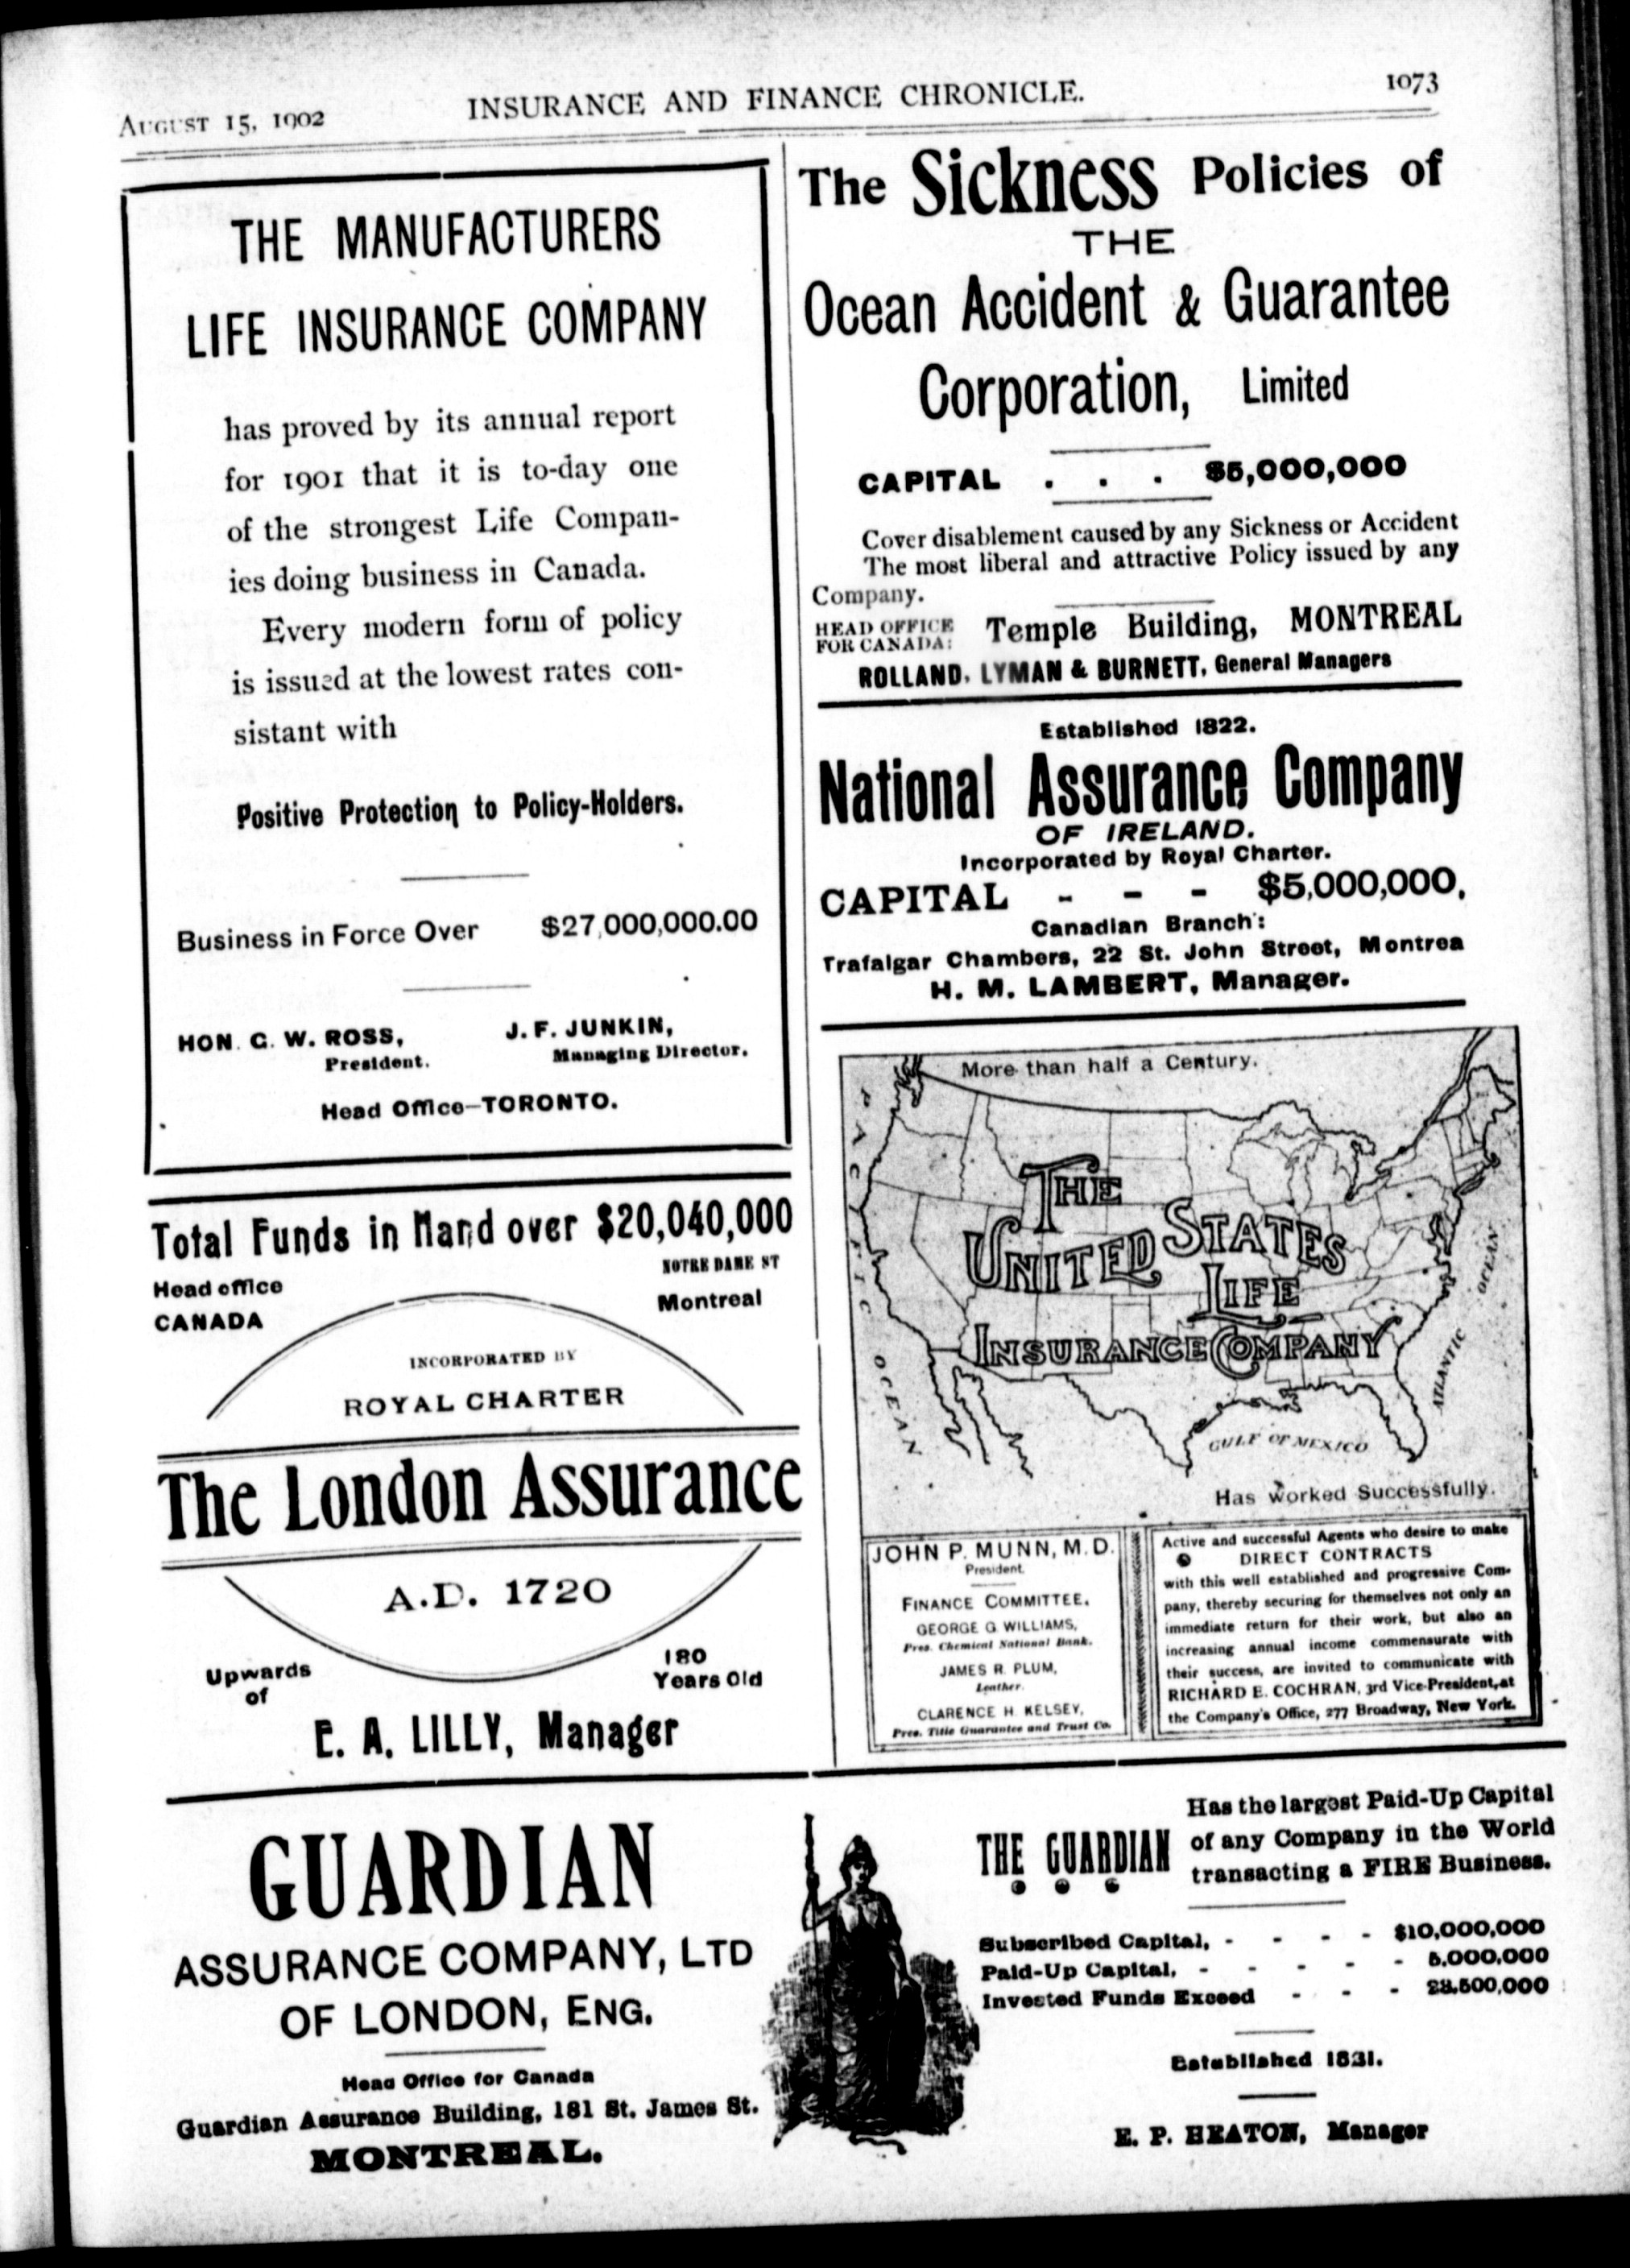 AUGUST 15, 1902
INSURANCE AND FINANCE CHRONICLE.
1073
THE MANUFACTURERS
LIFE INSURANCE COMPANY
has proved by its annual report
for 1901 that it is to-day one
of the strongest Life Compan-
ies doing business in Canada.
Every modern form of policy
is issued at the lowest rates con-
sistant with
Positive Protection to Policy-Holders.
Business in Force Over $27,000,000.00
HON. G. W. ROSS,
President.
J. F. JUNKIN,
Managing Director.
Head Office—TORONTO.
Total Funds in Hand over $20,040,000
Head office
CANADA
NOTRE DAME ST
Montreal
INCORPORATED BY
ROYAL CHARTER
The London Assurance
A.D. 1720
Upwards
of
180
Years Old
E. A. LILLY, Manager
The Sickness Policies of
THE
Ocean Accident & Guarantee
Corporation, Limited
CAPITAL . . . $5,000,000
Cover disablement caused by any Sickness or Accident
The most liberal and attractive Policy issued by any
Company.
HEAD OFFICE
FOR CANADA:
Temple Building, MONTREAL
ROLLAND, LYMAN & BURNETT, General Managers
Established 1822.
National Assurance Company
OF IRELAND.
Incorporated by Royal Charter.
CAPITAL - - - $5,000,000,
Canadian Branch:
Trafalgar Chambers, 22 St. John Street, Montrea
H. M. LAMBERT, Manager.
More than half a Century.
PACIFIC OCEAN
THE
UNITED STATES
LIFE
INSURANCE COMPANY
ATLANTIC OCEAN
GULF OF MEXICO
Has worked Successfully.
JOHN P. MUNN, M.D.
President.
FINANCE COMMITTEE.
GEORGE G. WILLIAMS,
Pres. Chemical National Bank.
JAMES R. PLUM,
Leather.
CLARENCE H. KELSEY,
Pres. Title Guarantee and Trust Co.
Active and successful Agents who desire to make
DIRECT CONTRACTS
with this well established and progressive Com-
pany, thereby securing for themselves not only an
immediate return for their work, but also an
increasing annual income commensurate with
their success, are invited to communicate with
RICHARD E. COCHRAN, 3rd Vice-President, at
the Company's Office, 277 Broadway, New York.
GUARDIAN
ASSURANCE COMPANY, LTD
OF LONDON, ENG.
Head Office for Canada
Guardian Assurance Building, 181 St. James St.
MONTREAL.
THE GUARDIAN
Has the largest Paid-Up Capital
of any Company in the World
transacting a FIRE Business.
Subscribed Capital, - - - - $10,000,000
Paid-Up Capital, - - - - - 5,000,000
Invested Funds Exceed - - - 23,500,000
Established 1821.
E. P. HEATON, Manager